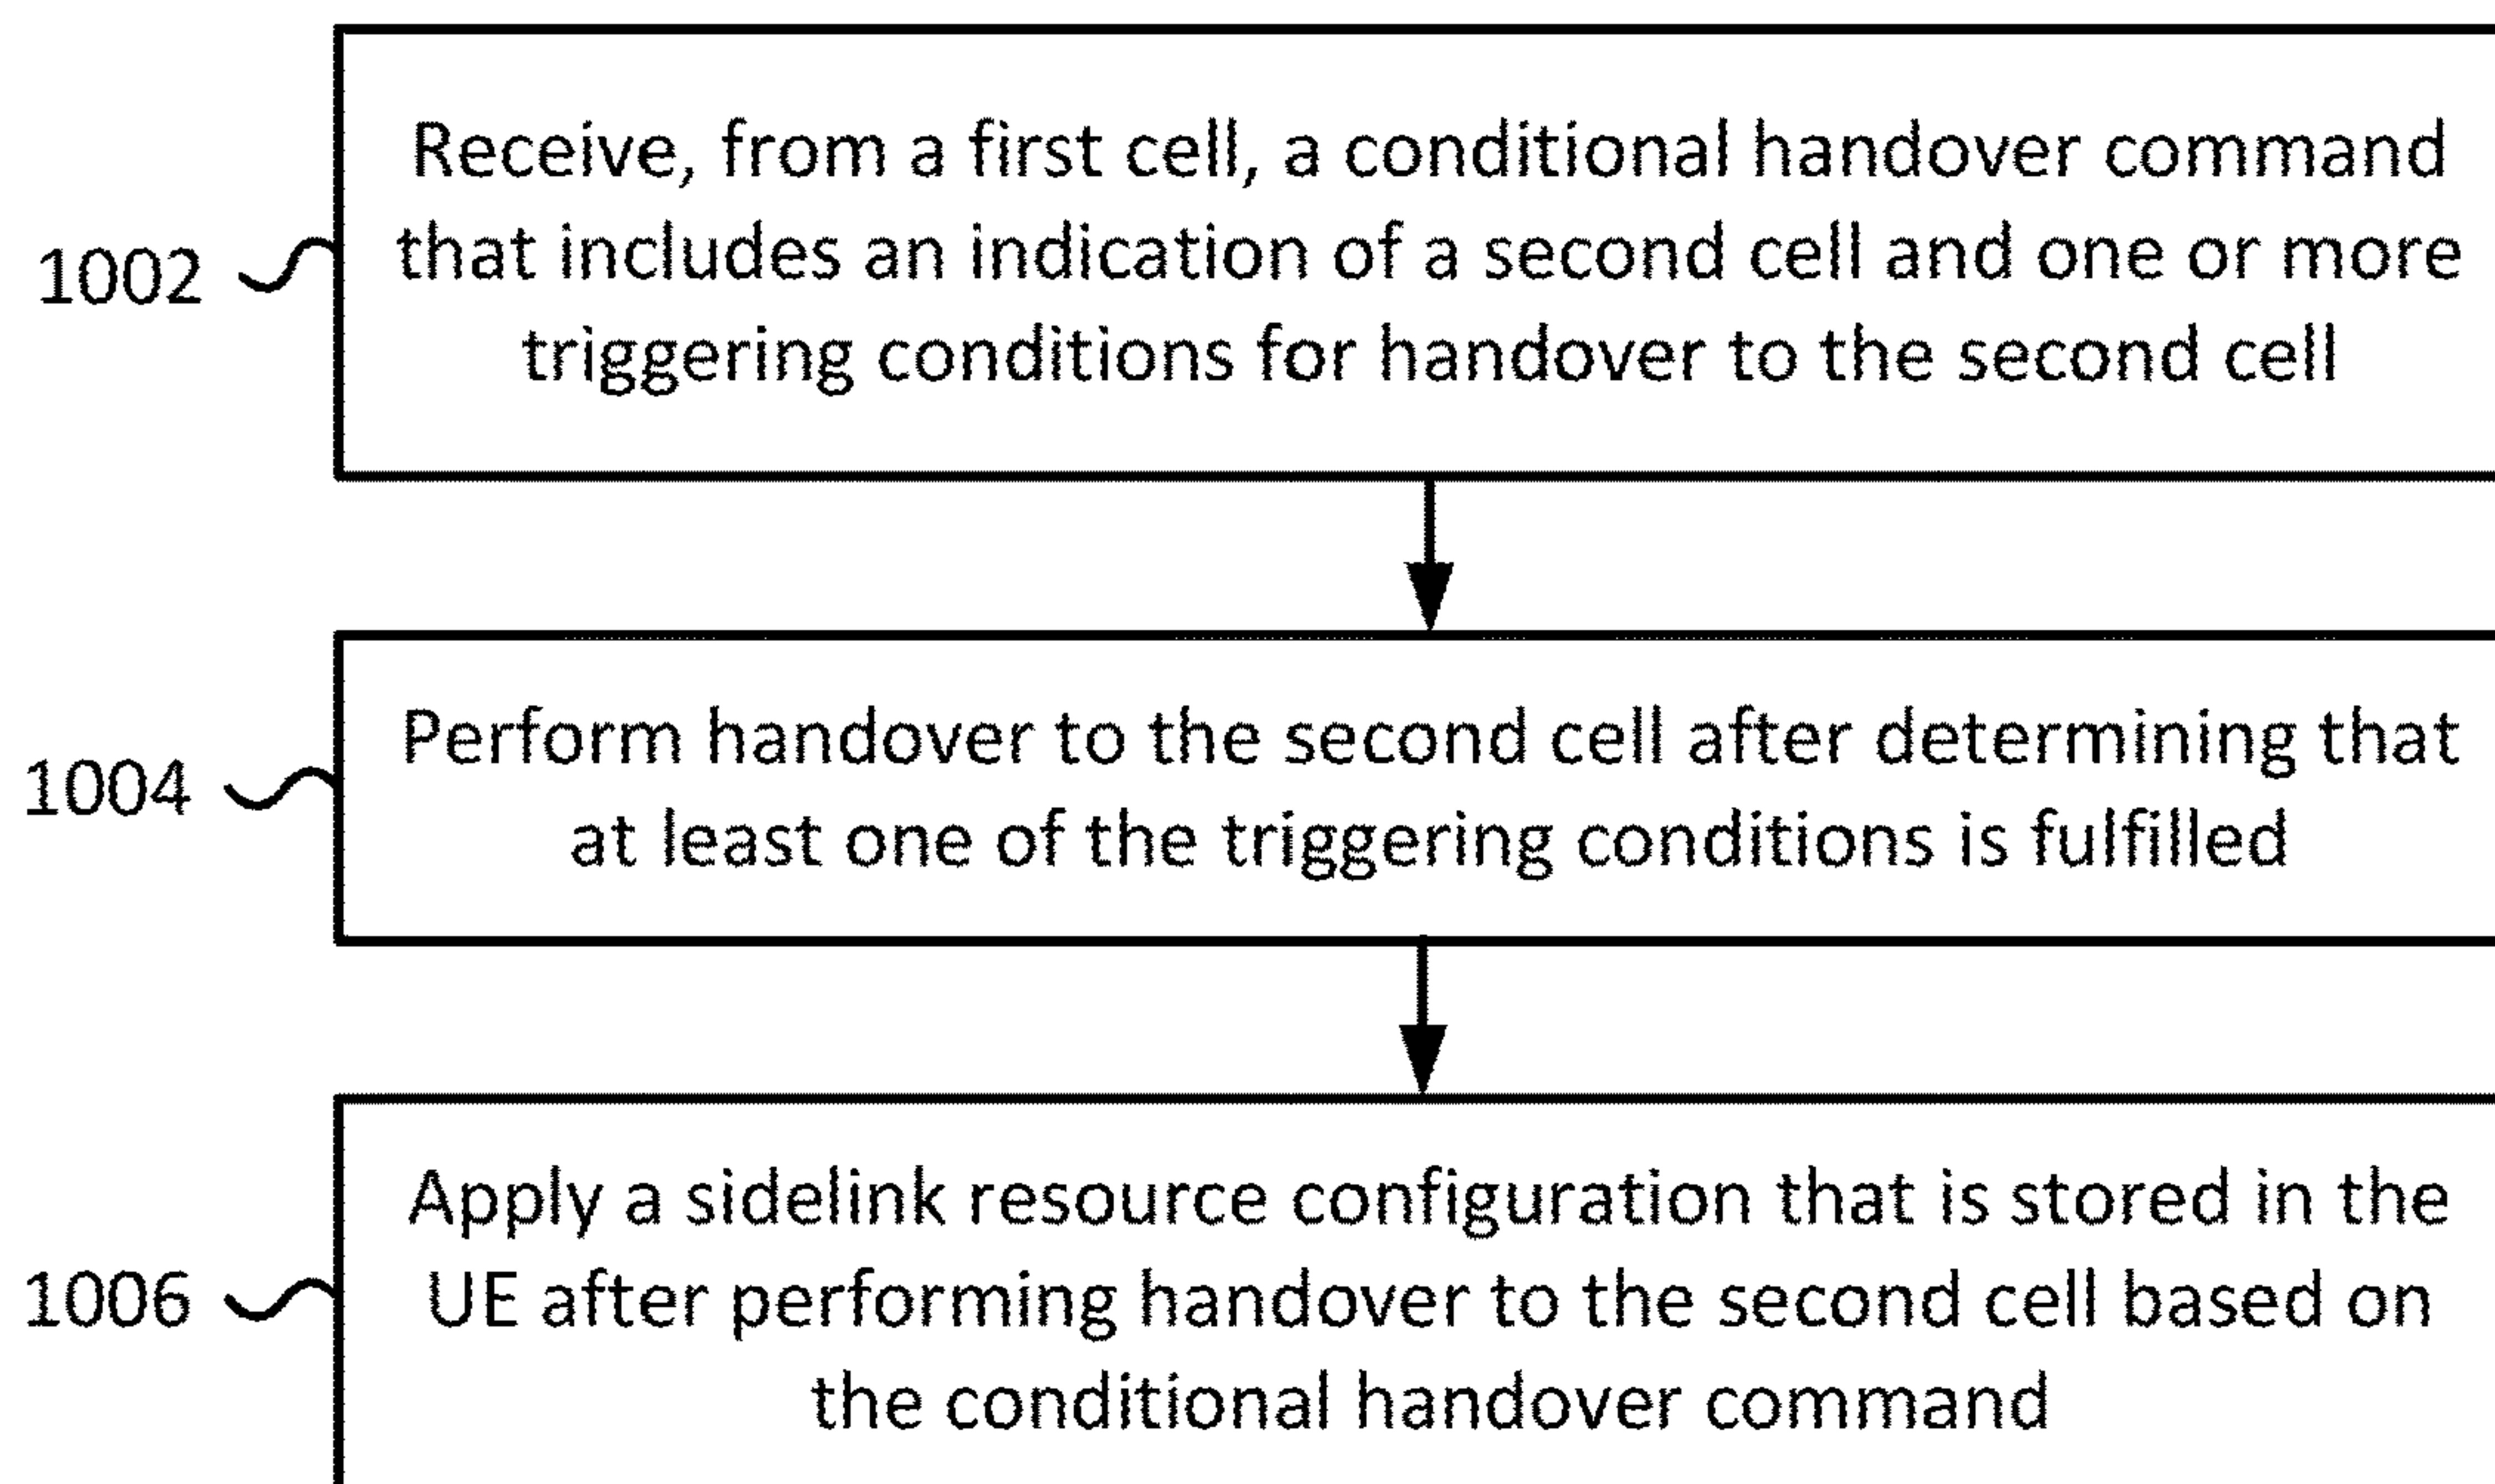 Receive, from a first cell, a conditional handover command
that includes an indication of a second cell and one or more
1002
triggering conditions for handover to the second cell
Perform handover to the second cell after determining that
1004
at least one of the triggering conditions is fulfilled
Apply a sidelink resource configuration that is stored in the
1006
UE after performing handover to the second cell based on
the conditional handover command